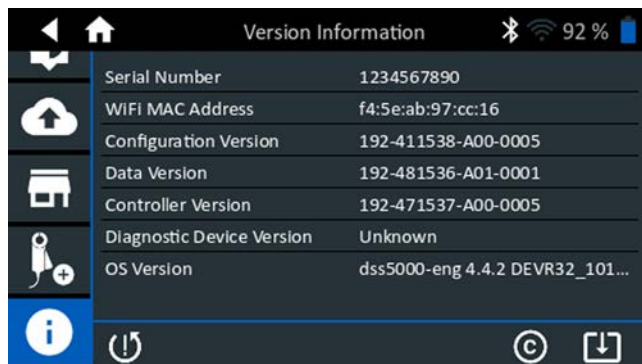 Version Information 92 %
Serial Number 1234567890
WiFi MAC Address f4:5e:ab:97:cc:16
Configuration Version 192-411538-A00-0005
Data Version 192-481536-A01-0001
Controller Version 192-471537-A00-0005
Diagnostic Device Version Unknown
OS Version dss5000-eng 4.4.2 DEVR32_101...
i ©